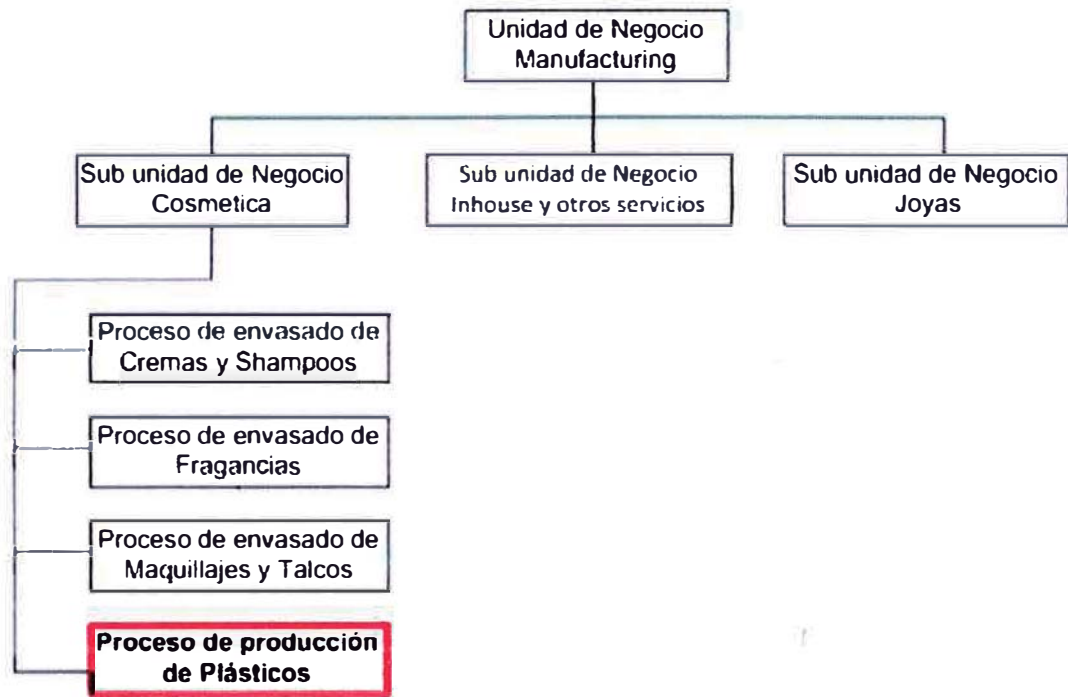 Unidad de Negocio
Manufacturing
Sub unidad de Negocio
Cosmetica
Sub unidad de Negocio
Inhouse y otros servicios
Sub unidad de Negocio
Joyas
Proceso de envasado de
Cremas y Shampoos
Proceso de envasado de
Fragancias
Proceso de envasado de
Maquillajes y Talcos
Proceso de producción
de Plásticos